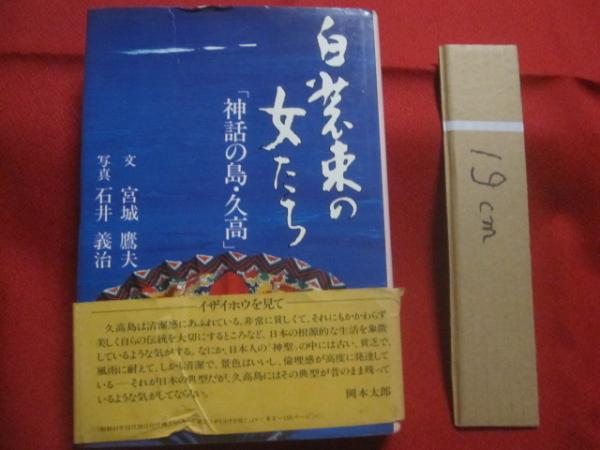 白装束の
女たち
「神話の島・久高」
文 宮城 鷹夫
写真 石井 義治
イザイホウを見て
久高島は清潔感にあふれている。非常に貧しくて、それにもかかわらず
美しく自らの伝統を大切にするところなど、日本の根源的な生活を象徴
しているような気がする。なにか、日本人の「神聖」の中には古い、貧乏で、
風雨に耐えて、しかも清潔で、景色はいいし、倫理感が高度に発達して
いる──それが日本の典型だが、久高島にはその典型が昔のまま残って
いるような気がしてならない。
岡本太郎
19cm